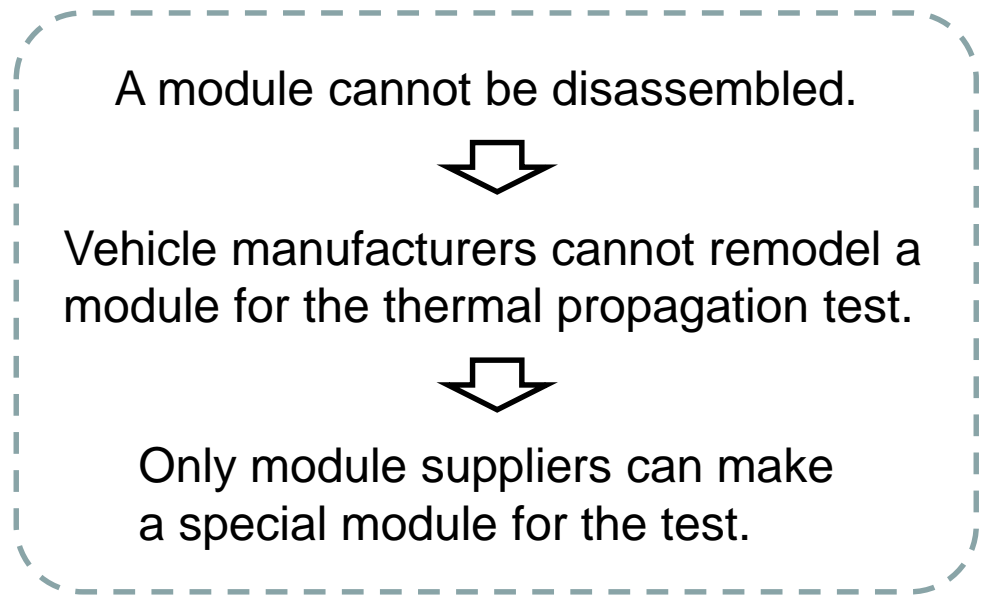 A module cannot be disassembled.
Vehicle manufacturers cannot remodel a
module for the thermal propagation test.
Only module suppliers can make
a special module for the test.